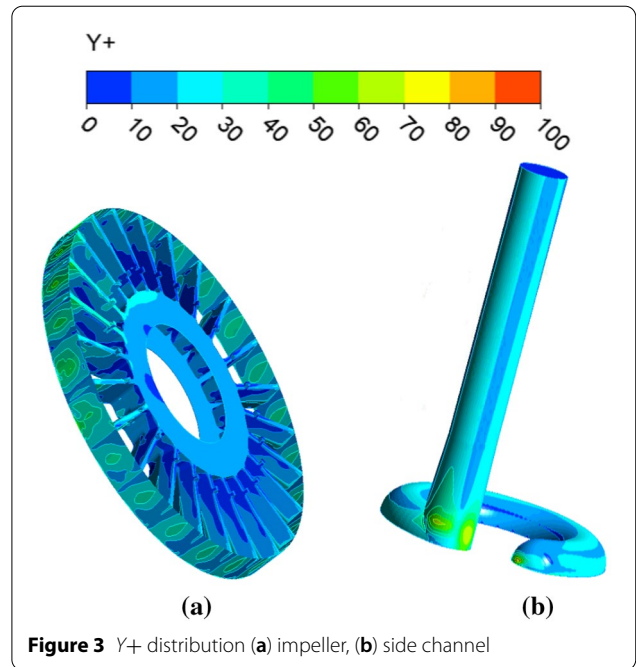 Y+
0 10 20 30 40 50 60 70 80 90 100
(a) (b)
Figure 3 Y+ distribution (a) impeller, (b) side channel